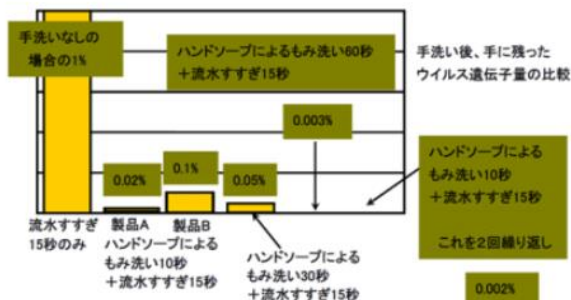 手洗いなしの
場合の1%
ハンドソープによるもみ洗い60秒
+流水すすぎ15秒
手洗い後、手に残った
ウイルス遺伝子量の比較
0.003%
0.02%
0.1%
0.05%
ハンドソープによる
もみ洗い10秒
+流水すすぎ15秒
これを2回繰り返し
0.002%
流水すすぎ
15秒のみ
製品A
製品B
ハンドソープによる
もみ洗い10秒
+流水すすぎ15秒
ハンドソープによる
もみ洗い30秒
+流水すすぎ15秒